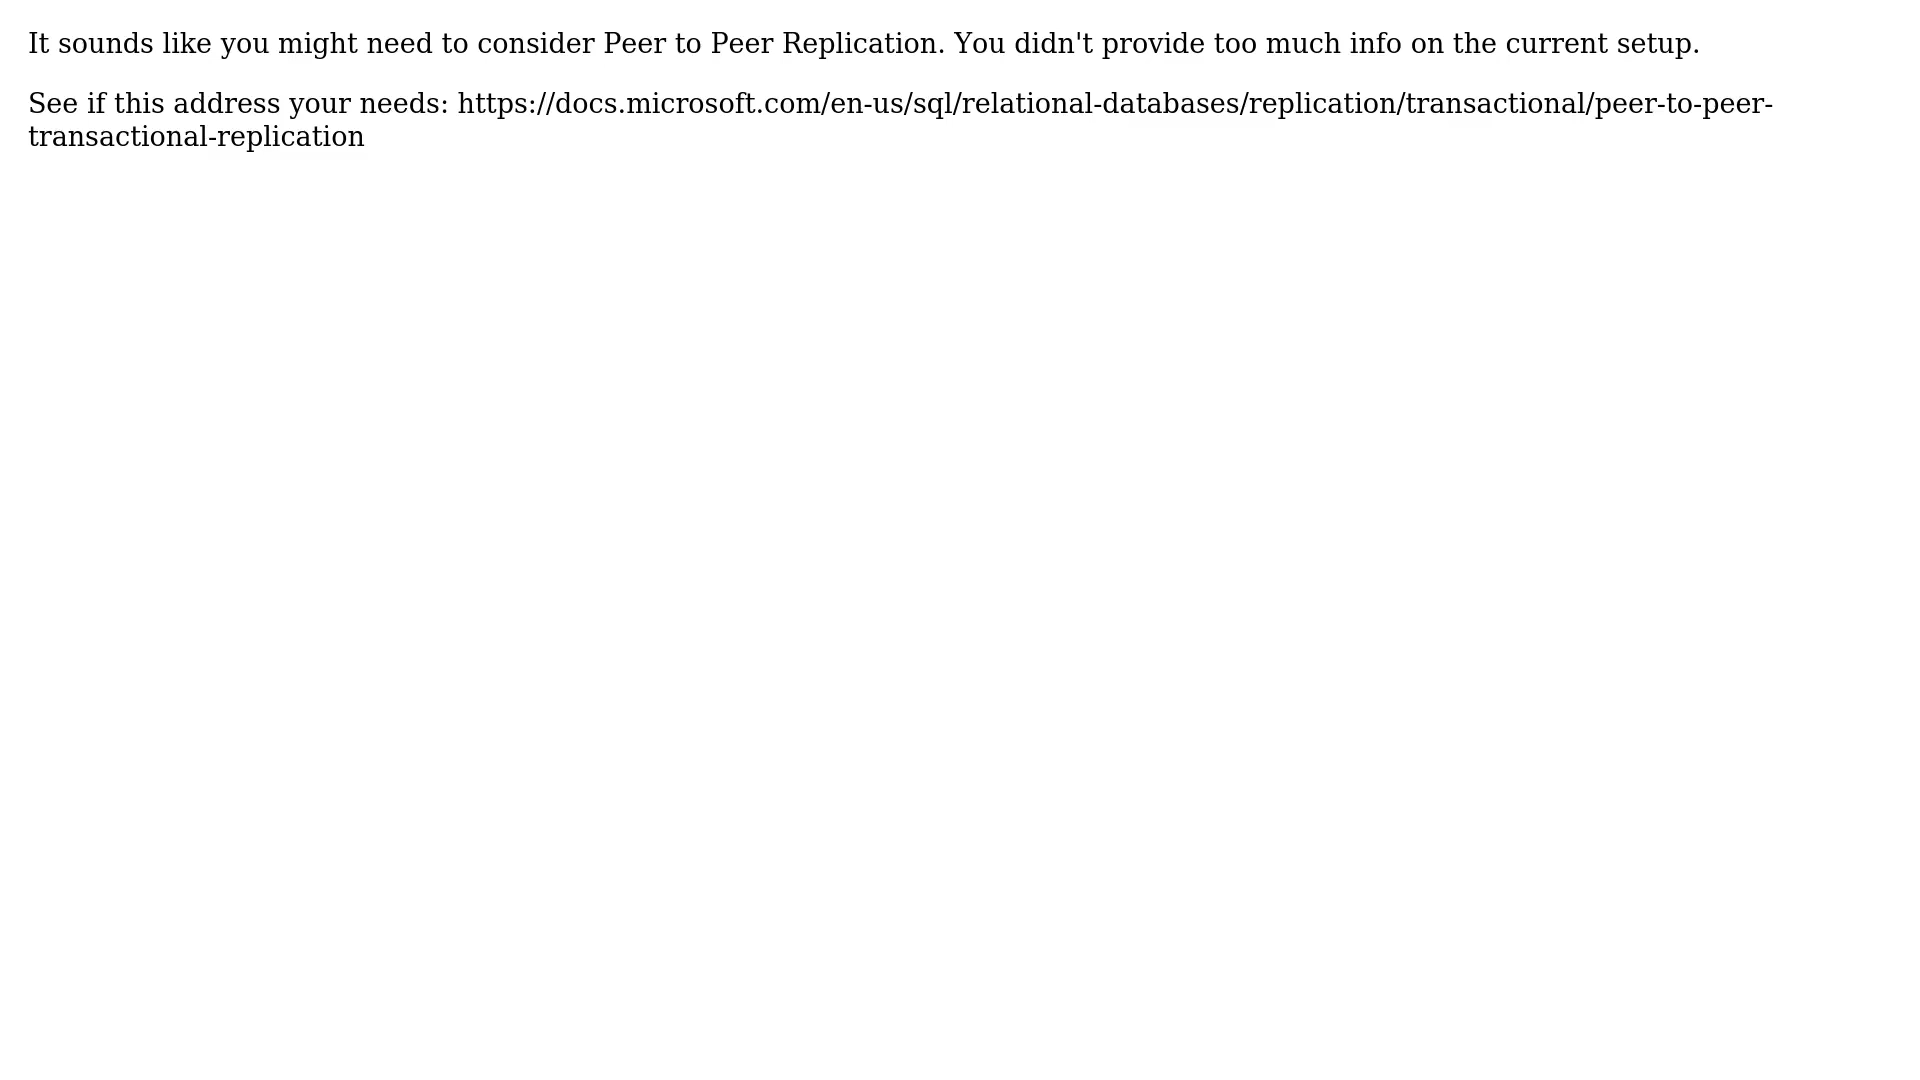 It sounds like you might need to consider Peer to Peer Replication. You didn't provide too much info on the current setup.
See if this address your needs: https://docs.microsoft.com/en-us/sql/relational-databases/replication/transactional/peer-to-peer-
transactional-replication